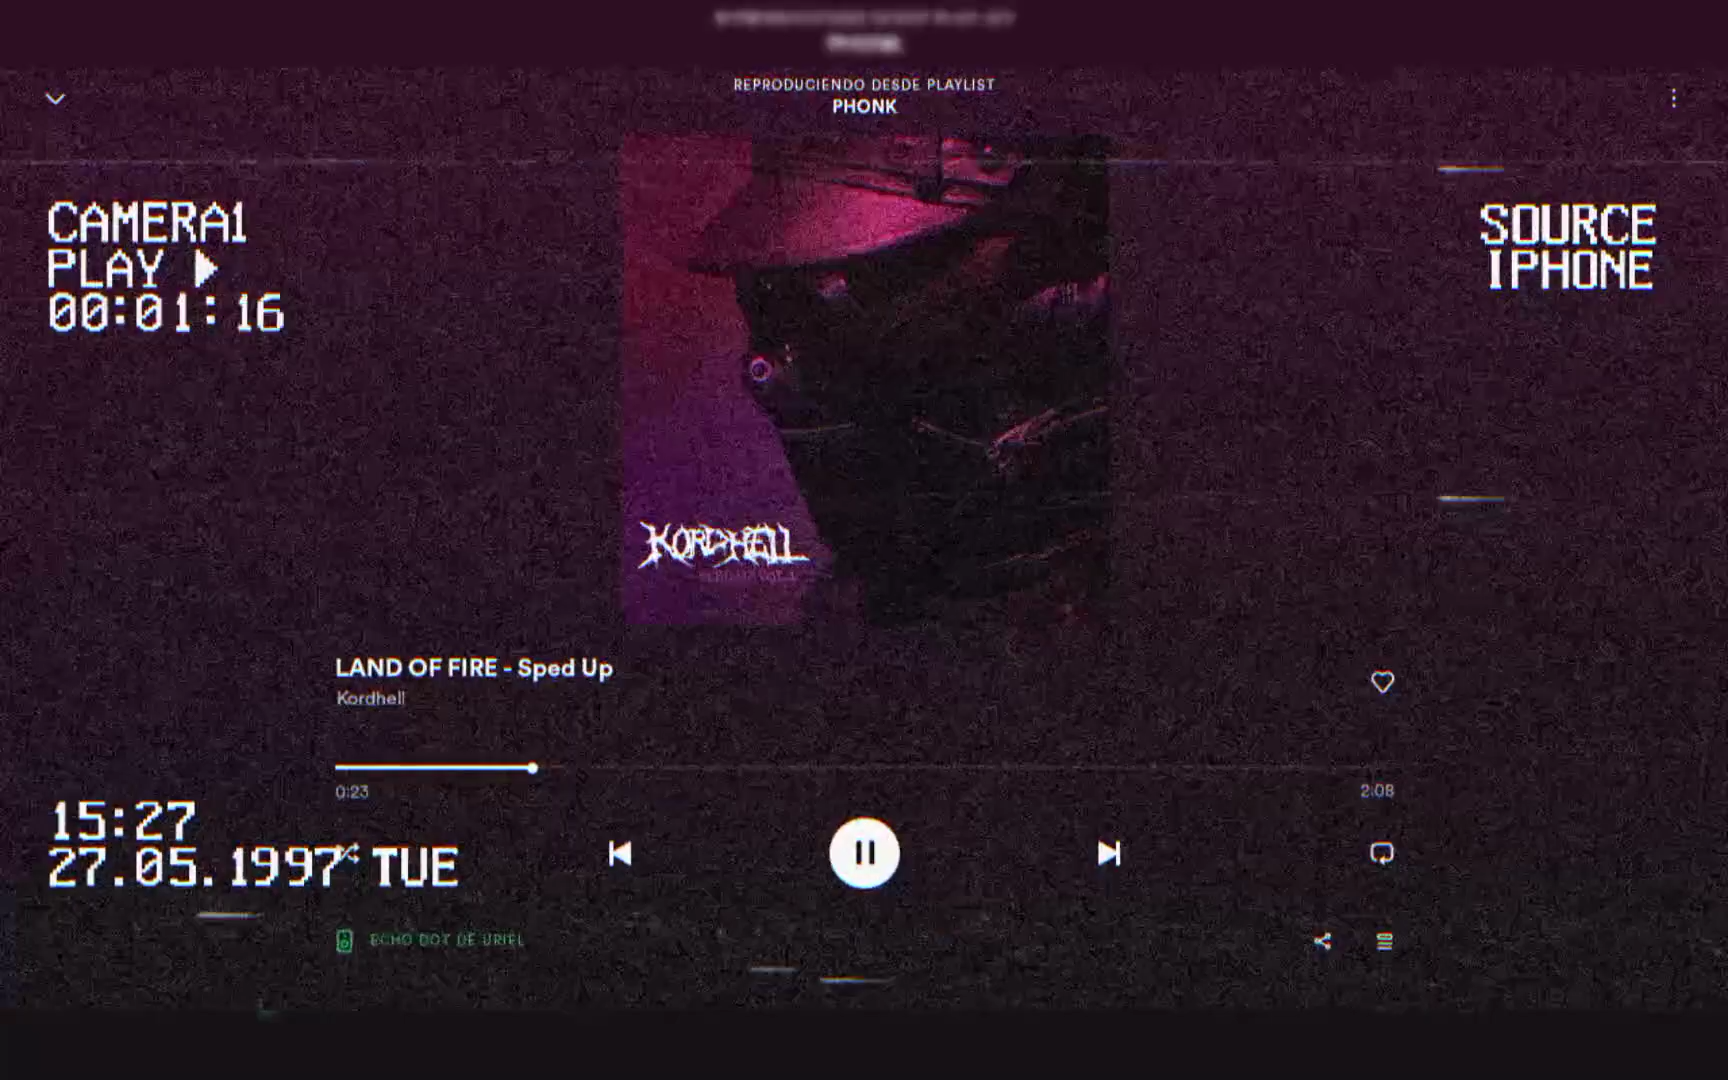 REPRODUCIENDO DESDE PLAYLIST
PHONK
CAMERA1
PLAY
00:01:16
SOURCE
IPHONE
KORDHELL
LAND OF FIRE - Sped Up
Kordhell
0:23
2:08
15:27
27.05.1997 TUE
ECHO DOT DE URIEL